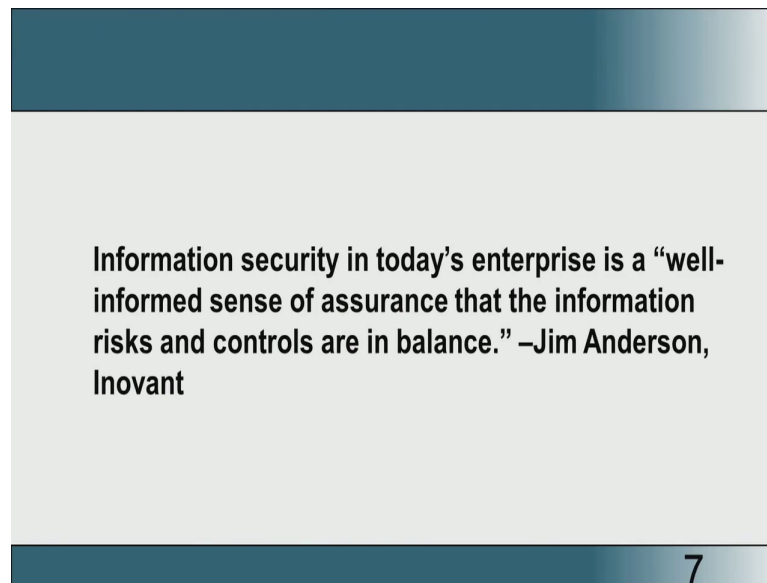 Information security in today’s enterprise is a “well-
informed sense of assurance that the information
risks and controls are in balance.” –Jim Anderson,
Inovant
7